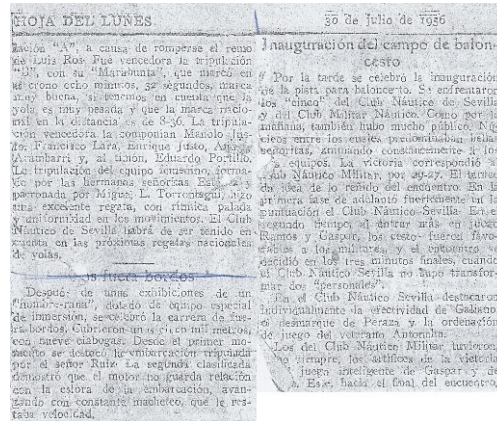 HOJA DEL LUNES
30 de Julio de 1956
lación "A", a causa de romperse el remo
de Luis Ros. Fué vencedora la tripulación
"B", con su "Marabunta", que marcó en
el crono ocho minutos, 32 segundos, marca
muy buena, si tenemos en cuenta que la
yola es muy pesada y que la marca nacio-
nal en la distancia es de 8-36. La tripula-
ción vencedora la componían Manolo Jus-
to, Francisco Lara, Enrique Justo,
Arambarri y, al timón, Eduardo Portillo.
La tripulación del equipo femenino, forma-
do por las hermanas señoritas
patronada por Miguel L. Torrontegui, hizo
una excelente regata, con rítmica palada
y uniformidad en los movimientos. El Club
Náutico de Sevilla habrá de ser tenido en
cuenta en las próximas regatas nacionales
de yolas.
os fuera bordos
Después de unas exhibiciones de un
"hombre-rana", dotado de equipo especial
de inmersión, se celebró la carrera de fue-
ra-bordos. Cubrieron unos cinco mil metros,
con nueve ciabogas. Desde el primer mo-
mento se destacó la embarcación tripulada
por el señor Ruiz. La segunda clasificada
demostró que el motor no guarda relación
con la eslora de la embarcación, avan-
zando con constante macheteo, que le res-
taba velocidad.
Inauguración del campo de balon-
cesto
Por la tarde se celebró la inauguración
de la pista para baloncesto. Se enfrentaron
los "cinco" del Club Náutico de Sevilla
y del Club Militar Náutico. Como por la
mañana, también hubo mucho público. No-
ticos entre los cuales predominaban bellas
señoritas, animando constantemente a los
equipos. La victoria correspondió al
Club Náutico Militar, por 29-27. El tanteo
da idea de lo reñido del encuentro. En la
primera fase se adelantó fuertemente en la
puntuación el Club Náutico Sevilla. En el
segundo tiempo, al entrar más en juego
Ramos y Gaspar, los cesto-tieron favor
ables a los militares, y el encuentro se
decidió en los tres minutos finales, cuando
el Club Náutico Sevilla no supo transfor-
mar dos "personales".
En el Club Náutico Sevilla destacaron
individualmente la efectividad de Galiano,
el desmarque de Peraza y la ordenación
de juego del veterano Antonio
Los del Club Náutico Militar tuvieron,
siempre, los artífices de la victoria
juego inteligente de Gaspar y de
Este, hacia el final del encuentro,